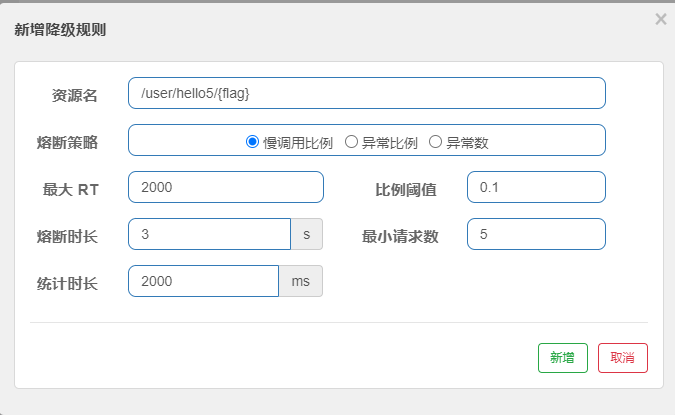 新增降级规则
×
资源名 /user/hello5/{flag}
熔断策略 慢调用比例 异常比例 异常数
最大 RT 2000 比例阈值 0.1
熔断时长 3 s 最小请求数 5
统计时长 2000 ms
新增 取消